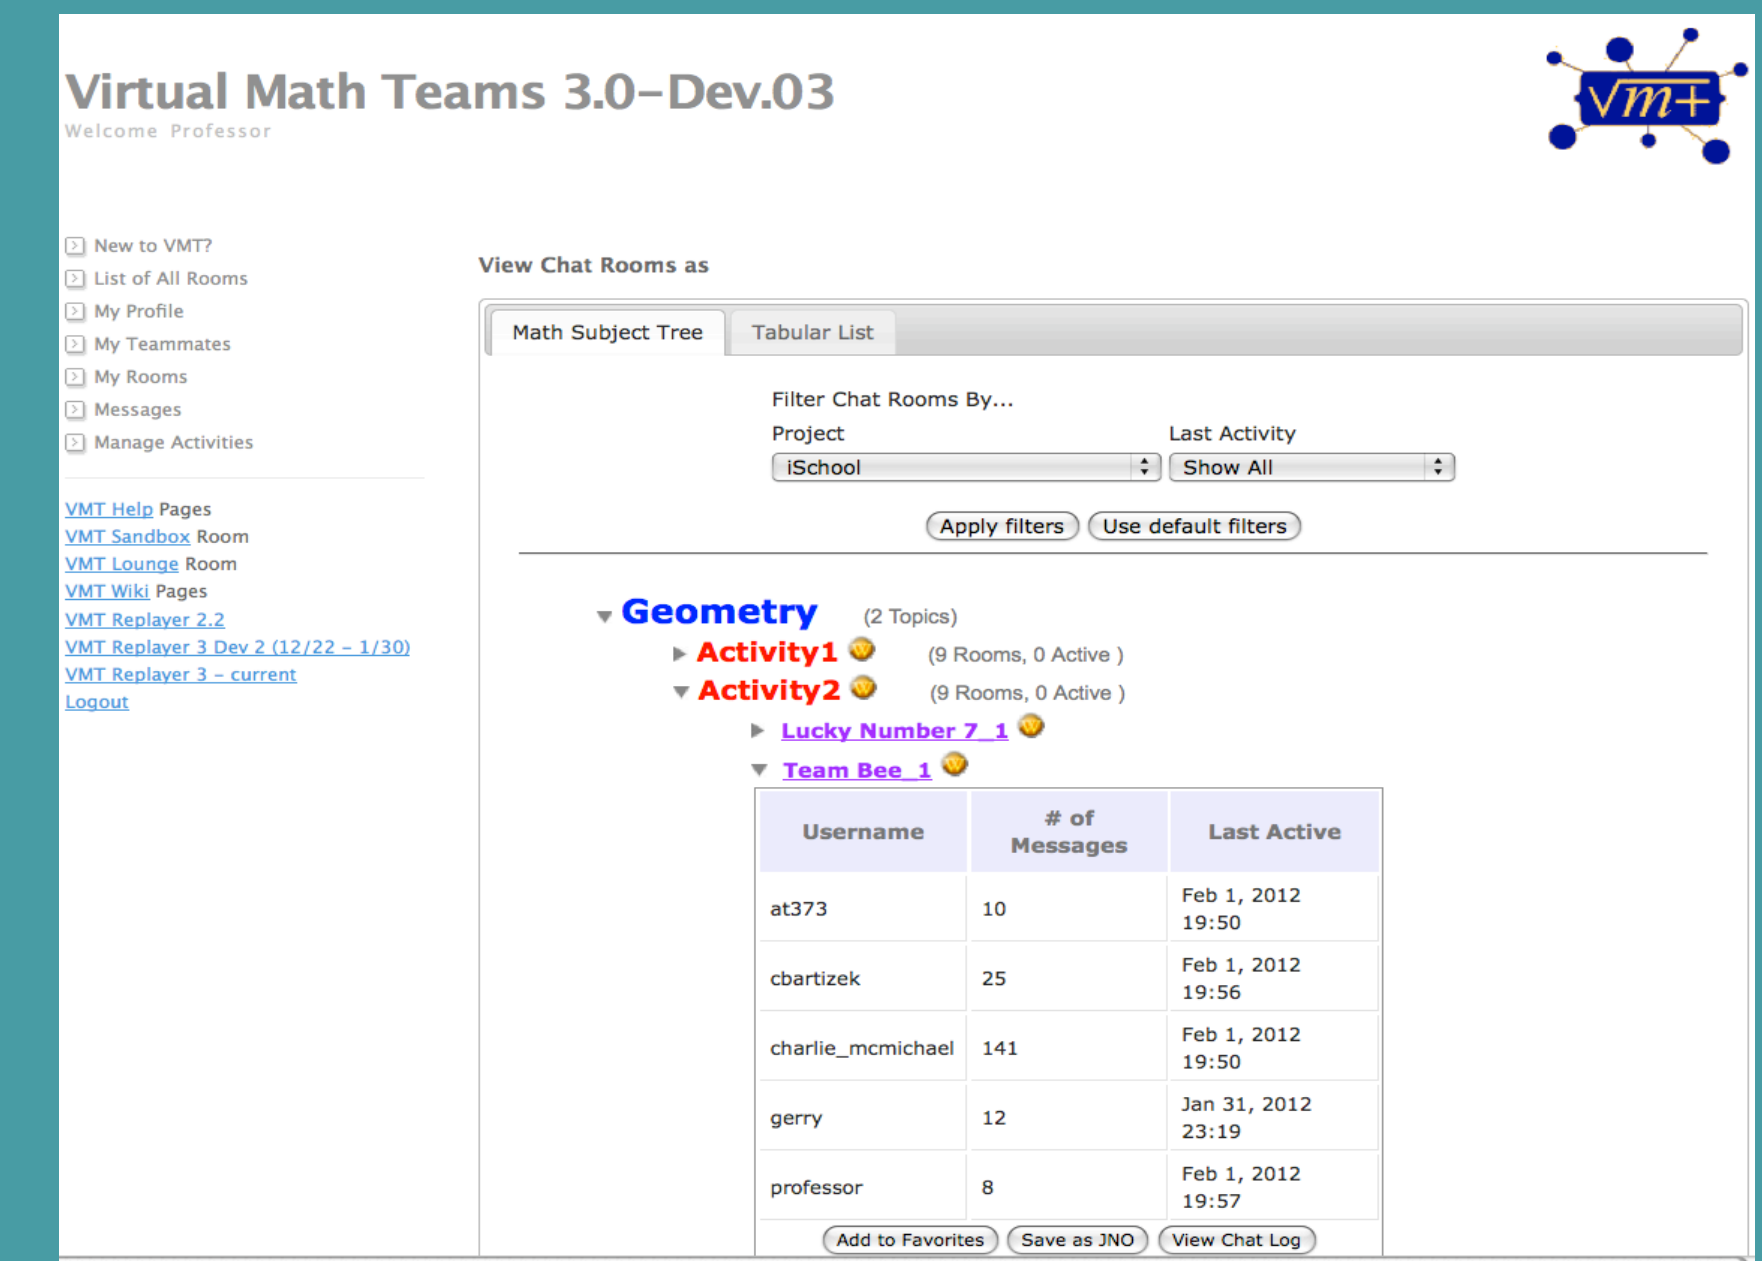 Virtual Math Teams 3.0-Dev.03
Welcome Professor
√m+
New to VMT?
List of All Rooms
My Profile
My Teammates
My Rooms
Messages
Manage Activities
VMT Help Pages
VMT Sandbox Room
VMT Lounge Room
VMT Wiki Pages
VMT Replayer 2.2
VMT Replayer 3 Dev 2 (12/22 - 1/30)
VMT Replayer 3 - current
Logout
View Chat Rooms as
Math Subject Tree Tabular List
Filter Chat Rooms By...
Project Last Activity
iSchool Show All
Apply filters Use default filters
Geometry (2 Topics)
Activity1 (9 Rooms, 0 Active )
Activity2 (9 Rooms, 0 Active )
Lucky Number 7_1
Team Bee_1
Username # of Messages Last Active
at373 10 Feb 1, 2012 19:50
cbartizek 25 Feb 1, 2012 19:56
charlie_mcmichael 141 Feb 1, 2012 19:50
gerry 12 Jan 31, 2012 23:19
professor 8 Feb 1, 2012 19:57
Add to Favorites Save as JNO View Chat Log